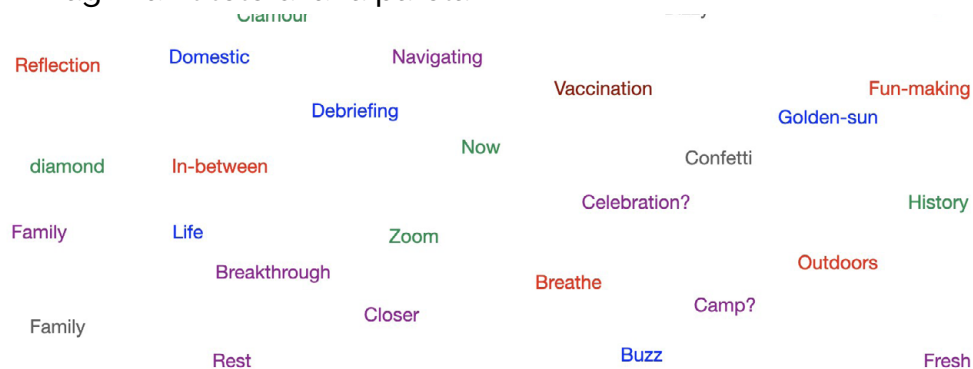 Clamour
Domestic
Navigating
Reflection
Vaccination
Fun-making
Debriefing
Golden-sun
Now
Confetti
diamond
In-between
Celebration?
History
Family
Life
Zoom
Outdoors
Breakthrough
Breathe
Camp?
Closer
Family
Buzz
Rest
Fresh